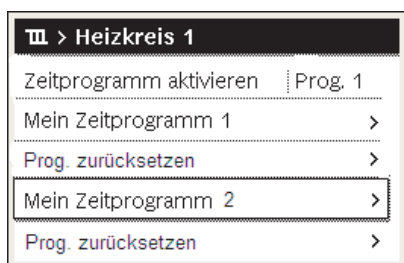 > Heizkreis 1
Zeitprogramm aktivieren Prog. 1
Mein Zeitprogramm 1 >
Prog. zurücksetzen >
Mein Zeitprogramm 2 >
Prog. zurücksetzen >